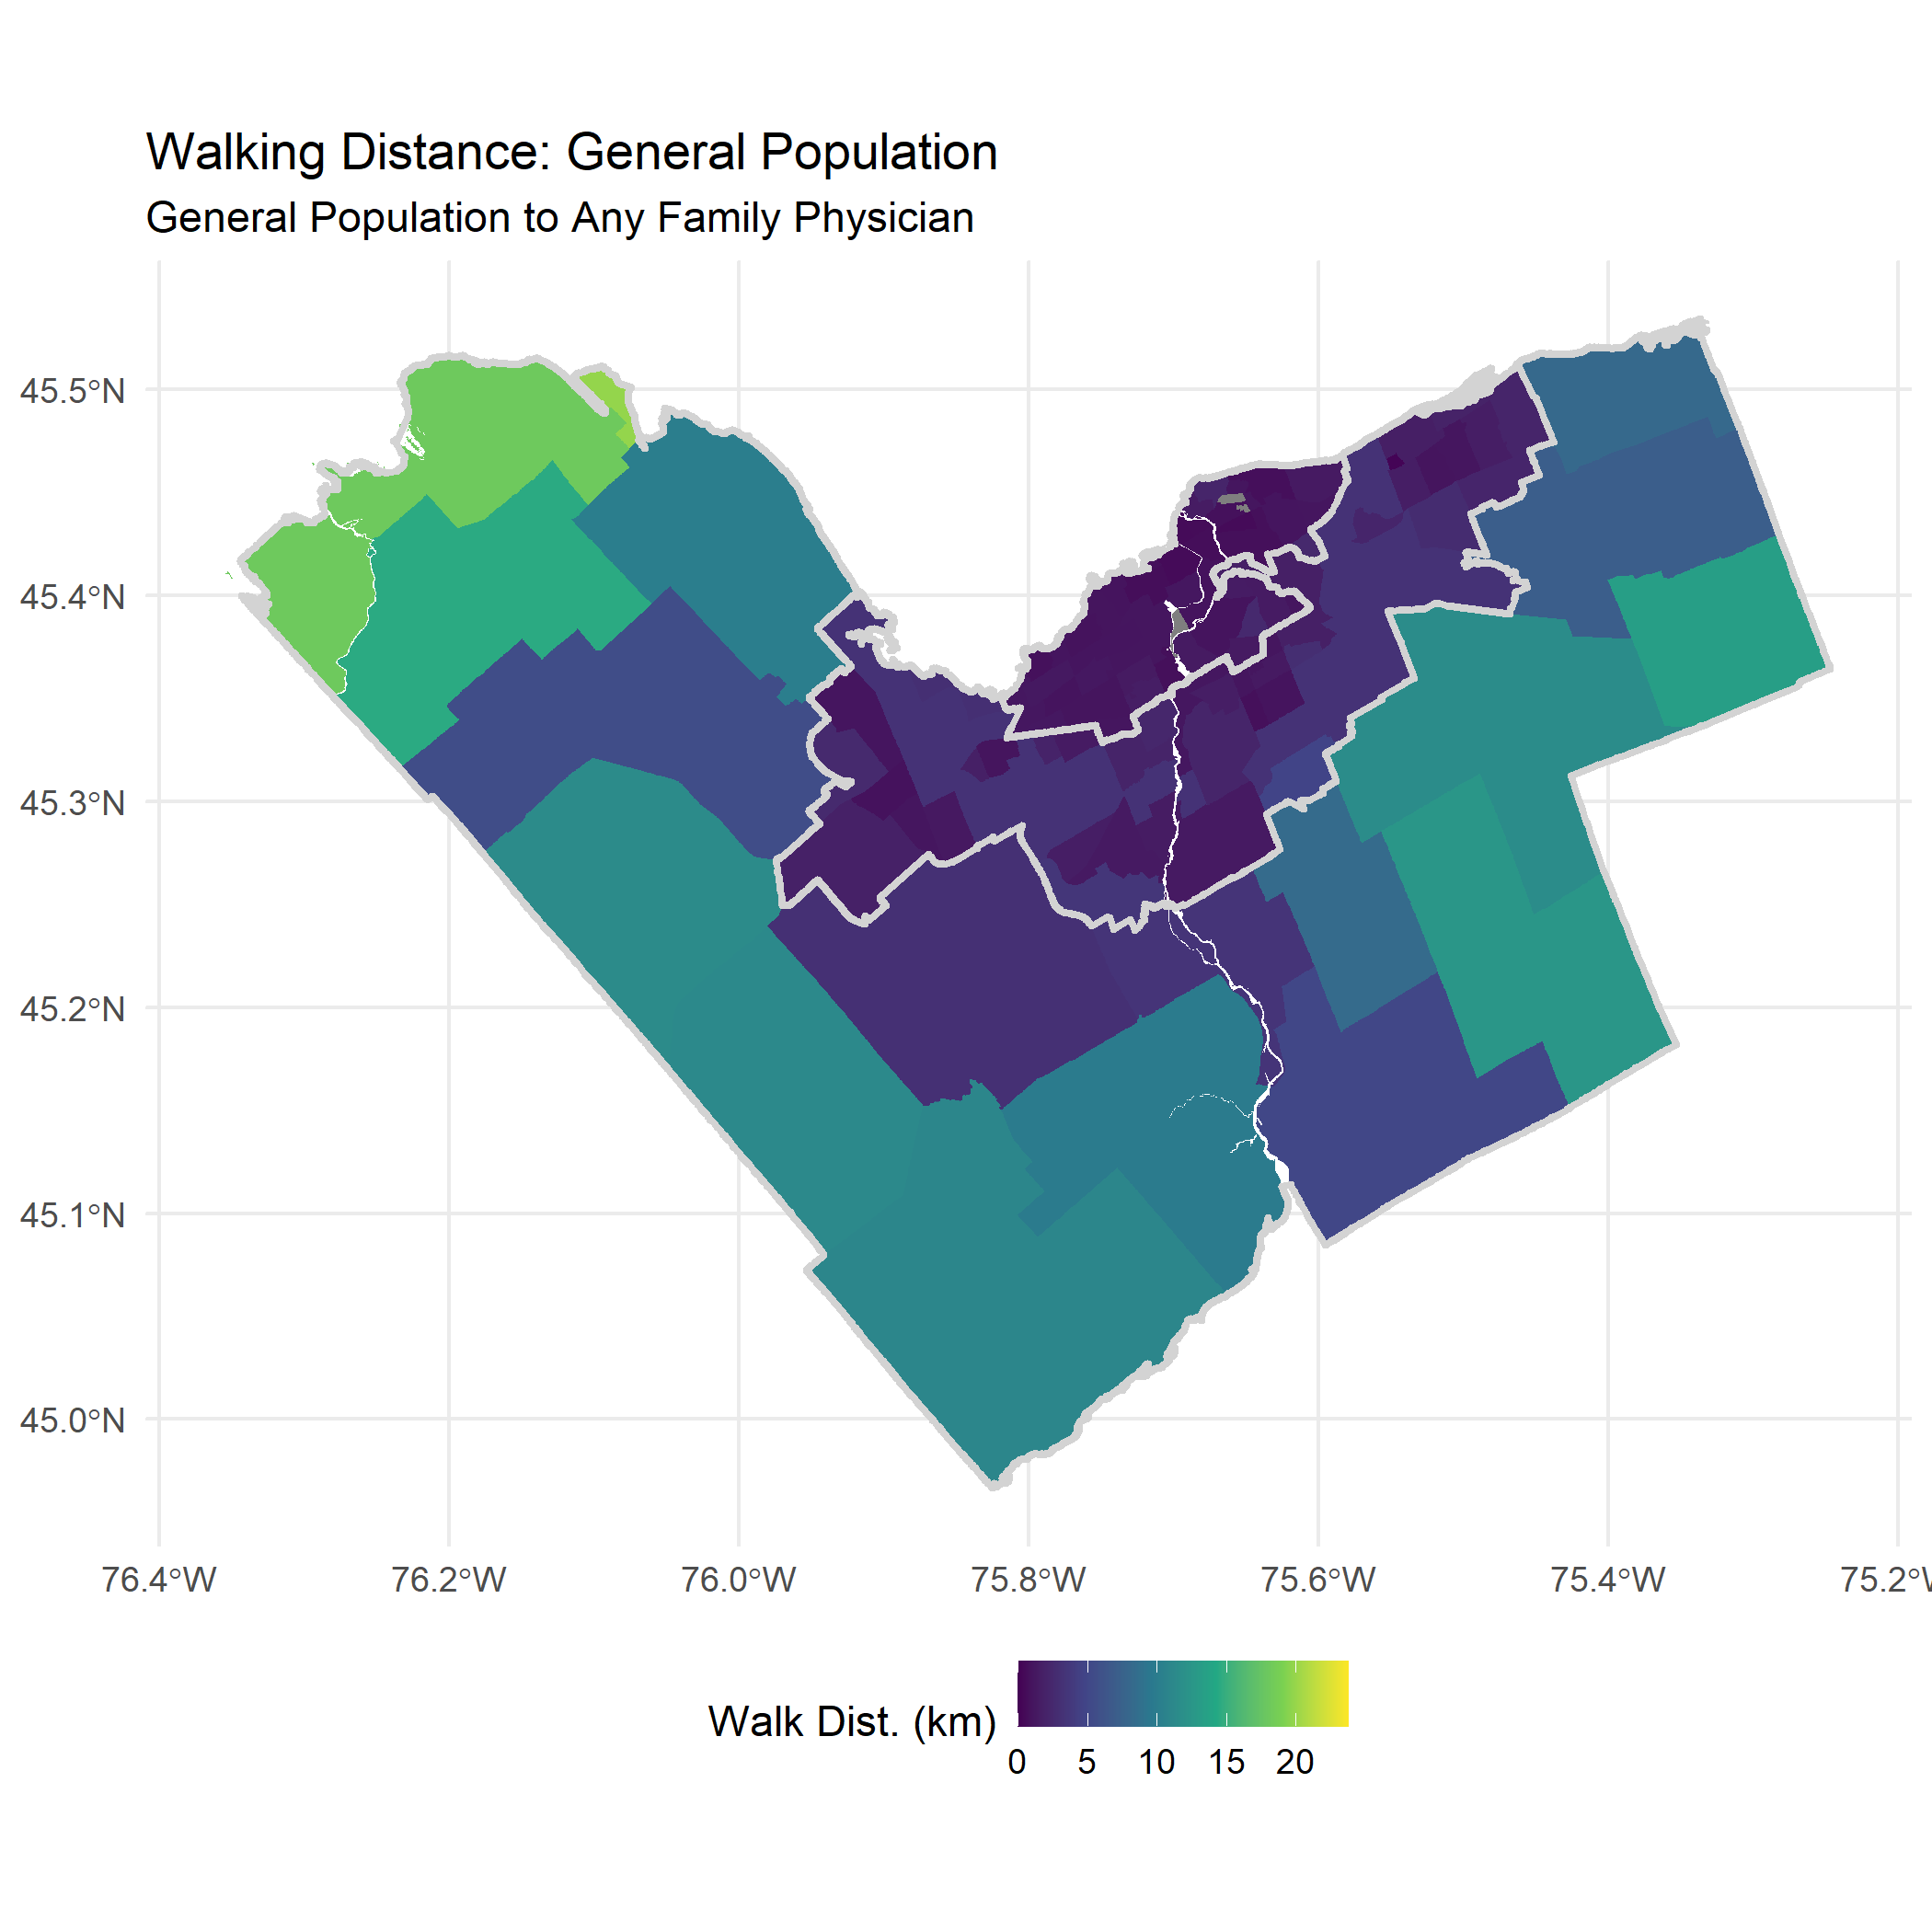 Walking Distance: General Population
General Population to Any Family Physician
45.5°N
45.4°N
45.3°N
45.2°N
45.1°N
45.0°N
76.4°W 76.2°W 76.0°W 75.8°W 75.6°W 75.4°W 75.2°W
Walk Dist. (km)
0 5 10 15 20